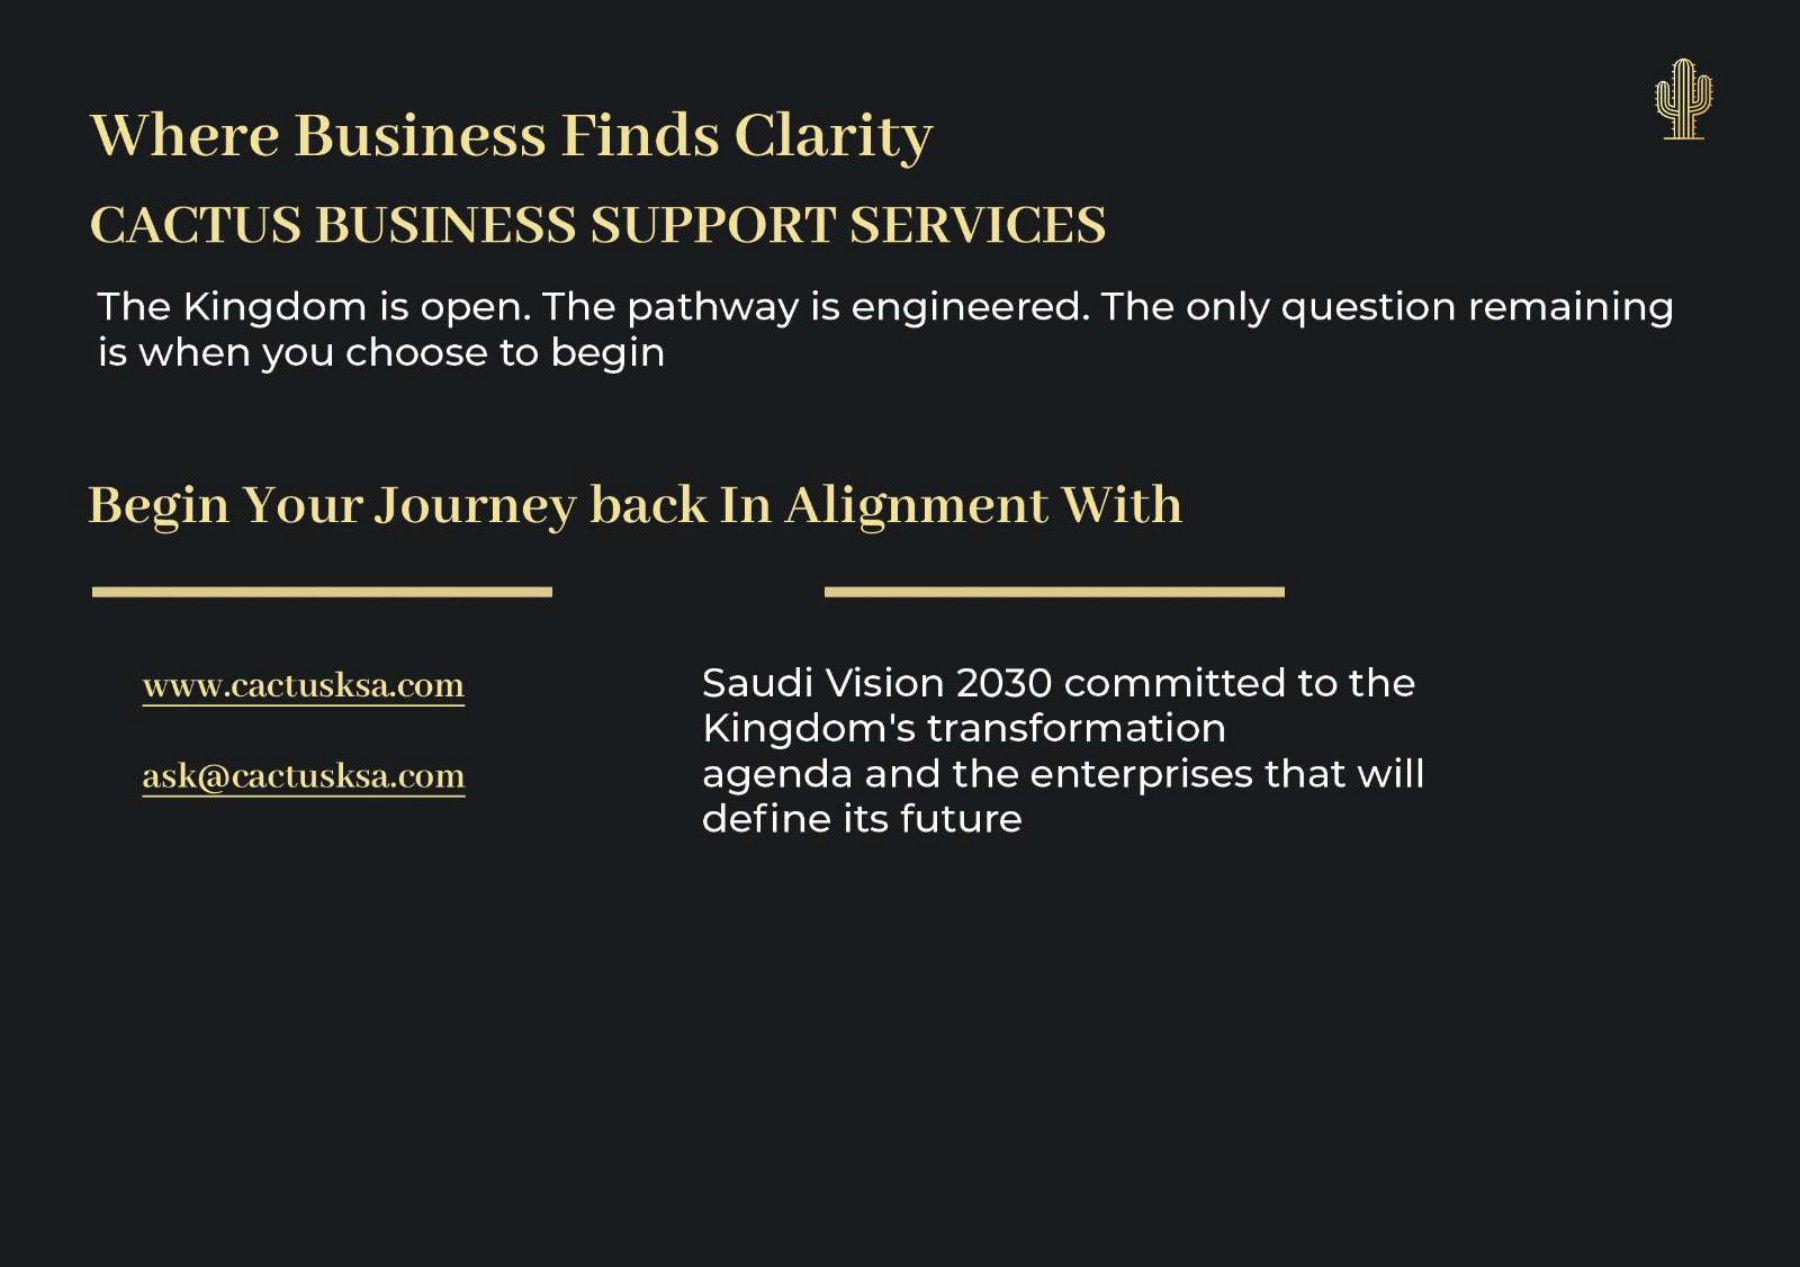 Where Business Finds Clarity
CACTUS BUSINESS SUPPORT SERVICES
The Kingdom is open. The pathway is engineered. The only question remaining
is when you choose to begin
Begin Your Journey back In Alignment With
www.cactusksa.com
ask@cactusksa.com
Saudi Vision 2030 committed to the
Kingdom's transformation
agenda and the enterprises that will
define its future